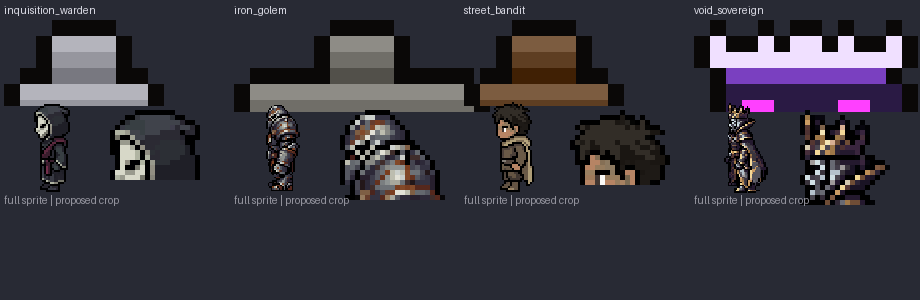 inquisition_warden
iron_golem
street_bandit
void_sovereign
full sprite | proposed crop
full sprite | proposed crop
full sprite | proposed crop
full sprite | proposed crop